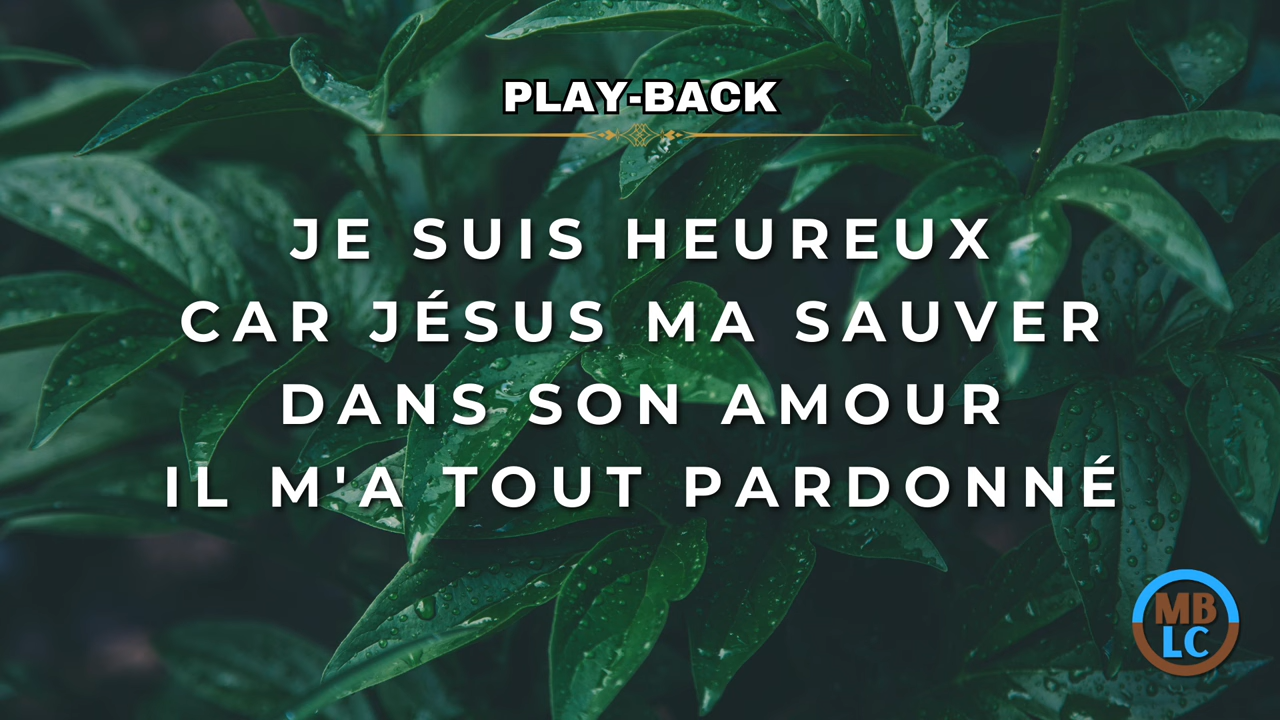 PLAY-BACK
JE SUIS HEUREUX
CAR JÉSUS MA SAUVER
DANS SON AMOUR
IL M'A TOUT PARDONNÉ
MB
LC